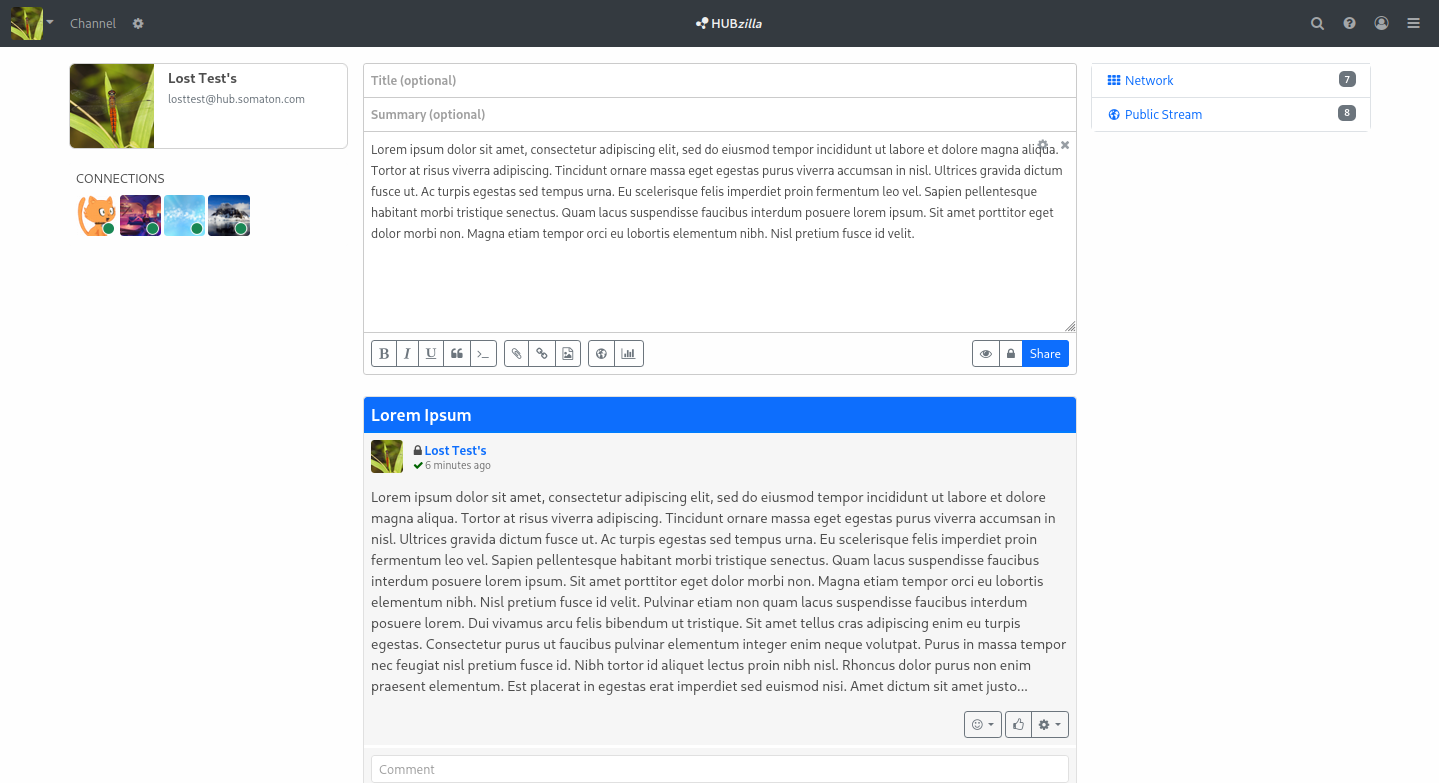 Channel
HUBzilla
Lost Test's
losttest@hub.somaton.com
CONNECTIONS
Title (optional)
Summary (optional)
Lorem ipsum dolor sit amet, consectetur adipiscing elit, sed do eiusmod tempor incididunt ut labore et dolore magna aliqua.
Tortor at risus viverra adipiscing. Tincidunt ornare massa eget egestas purus viverra accumsan in nisl. Ultrices gravida dictum
fusce ut. Ac turpis egestas sed tempus urna. Eu scelerisque felis imperdiet proin fermentum leo vel. Sapien pellentesque
habitant morbi tristique senectus. Quam lacus suspendisse faucibus interdum posuere lorem ipsum. Sit amet porttitor eget
dolor morbi non. Magna etiam tempor orci eu lobortis elementum nibh. Nisl pretium fusce id velit.
B I U
Share
Lorem Ipsum
Lost Test's
6 minutes ago
Lorem ipsum dolor sit amet, consectetur adipiscing elit, sed do eiusmod tempor incididunt ut labore et dolore
magna aliqua. Tortor at risus viverra adipiscing. Tincidunt ornare massa eget egestas purus viverra accumsan in
nisl. Ultrices gravida dictum fusce ut. Ac turpis egestas sed tempus urna. Eu scelerisque felis imperdiet proin
fermentum leo vel. Sapien pellentesque habitant morbi tristique senectus. Quam lacus suspendisse faucibus
interdum posuere lorem ipsum. Sit amet porttitor eget dolor morbi non. Magna etiam tempor orci eu lobortis
elementum nibh. Nisl pretium fusce id velit. Pulvinar etiam non quam lacus suspendisse faucibus interdum
posuere lorem. Dui vivamus arcu felis bibendum ut tristique. Sit amet tellus cras adipiscing enim eu turpis
egestas. Consectetur purus ut faucibus pulvinar elementum integer enim neque volutpat. Purus in massa tempor
nec feugiat nisl pretium fusce id. Nibh tortor id aliquet lectus proin nibh nisl. Rhoncus dolor purus non enim
praesent elementum. Est placerat in egestas erat imperdiet sed euismod nisi. Amet dictum sit amet justo...
Comment
Network 7
Public Stream 8